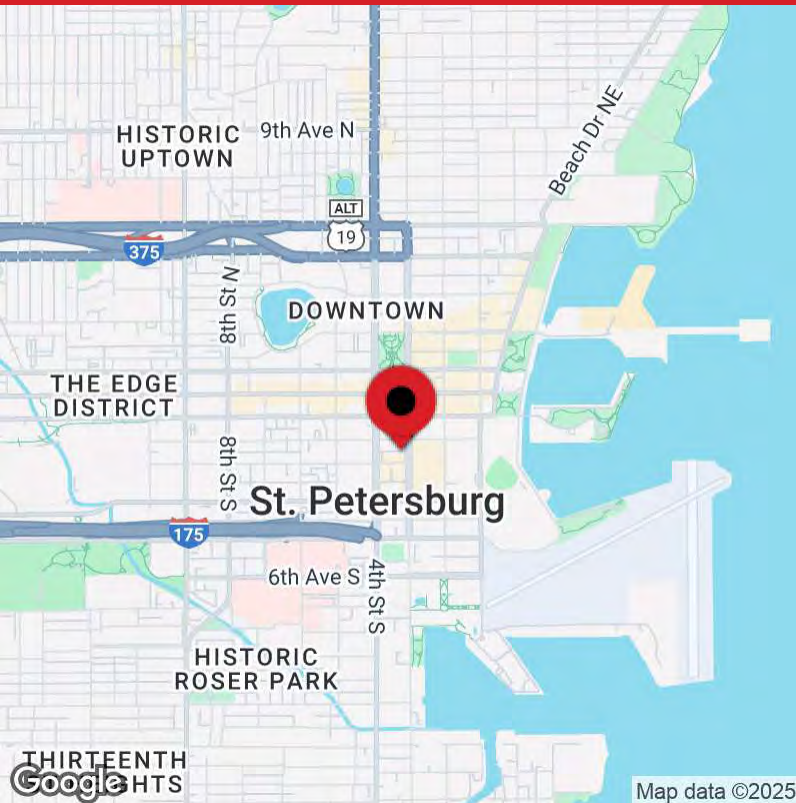 HISTORIC
UPTOWN
9th Ave N
Beach Dr NE
ALT
19
375
8th St N
DOWNTOWN
THE EDGE
DISTRICT
8th St S
St. Petersburg
175
6th Ave S
4th St S
HISTORIC
ROSER PARK
THIRTEENTH
Google
Map data ©2025